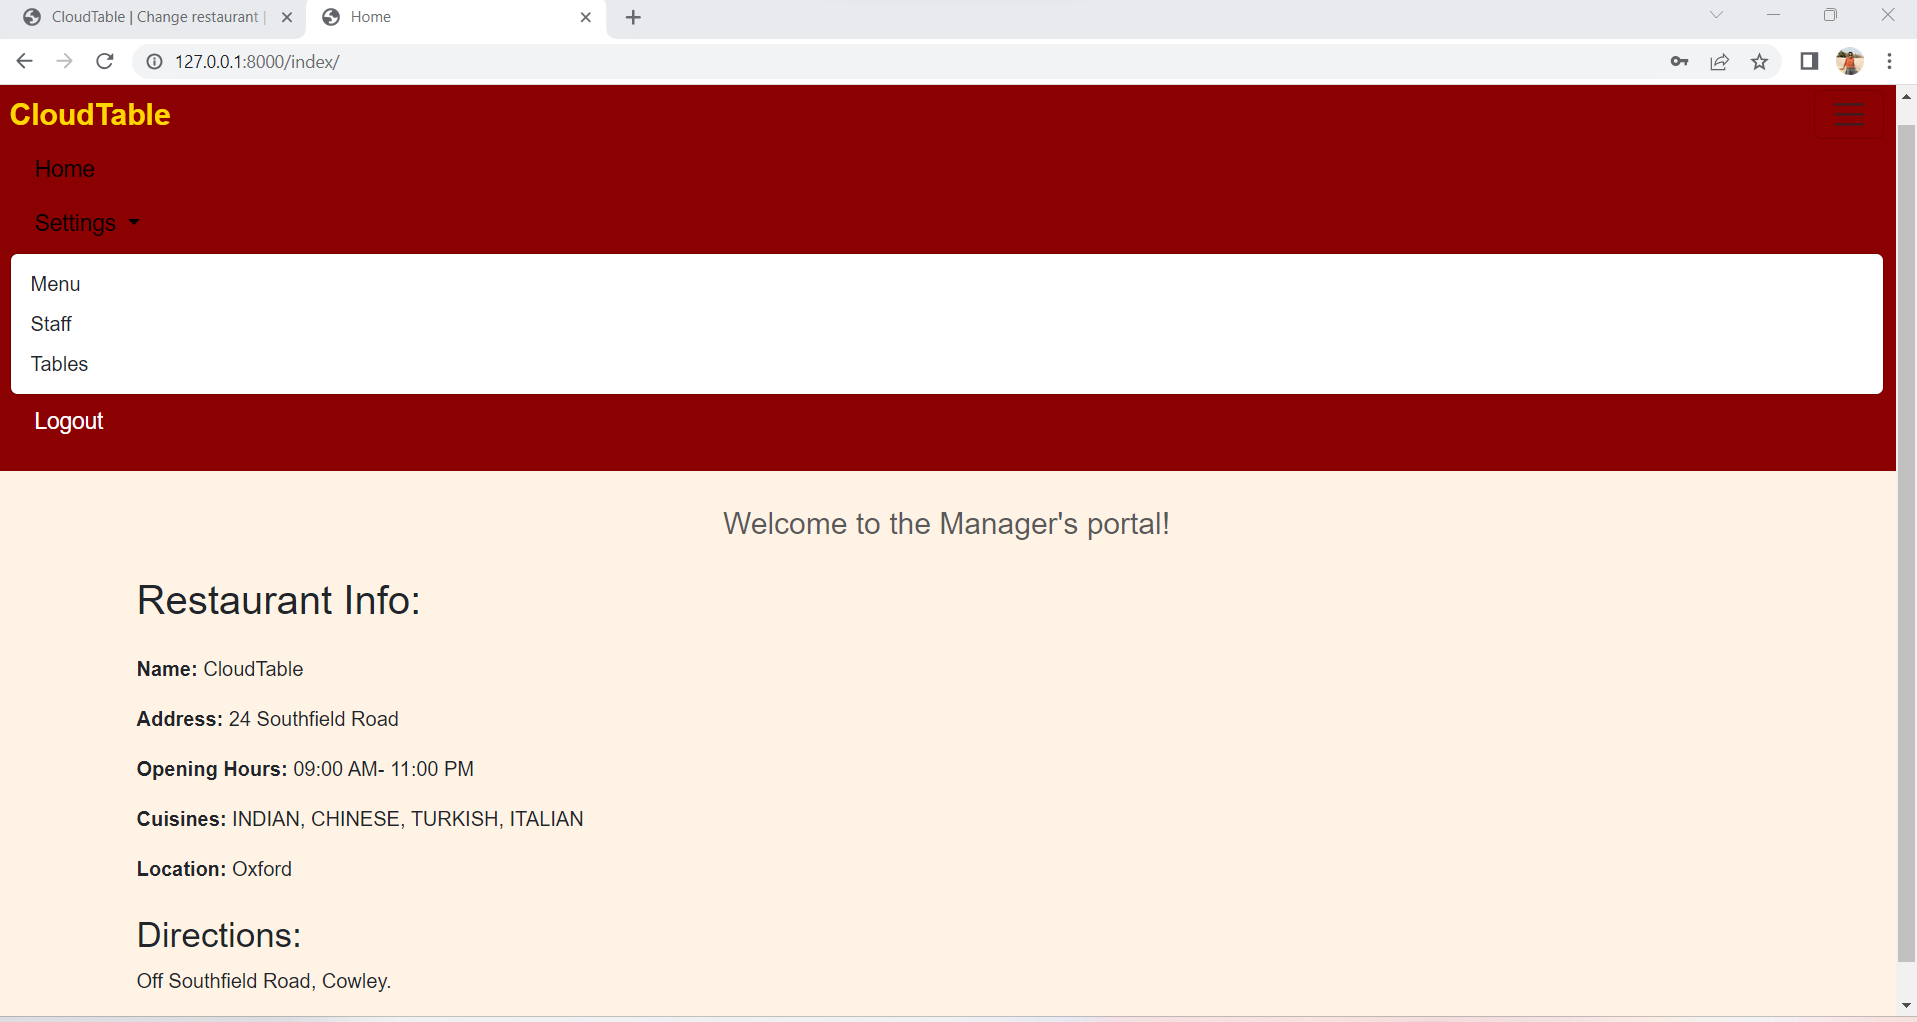 CloudTable | Change restaurant |
Home
127.0.0.1:8000/index/
CloudTable
Home
Settings
Menu
Staff
Tables
Logout
Welcome to the Manager's portal!
Restaurant Info:
Name: CloudTable
Address: 24 Southfield Road
Opening Hours: 09:00 AM- 11:00 PM
Cuisines: INDIAN, CHINESE, TURKISH, ITALIAN
Location: Oxford
Directions:
Off Southfield Road, Cowley.